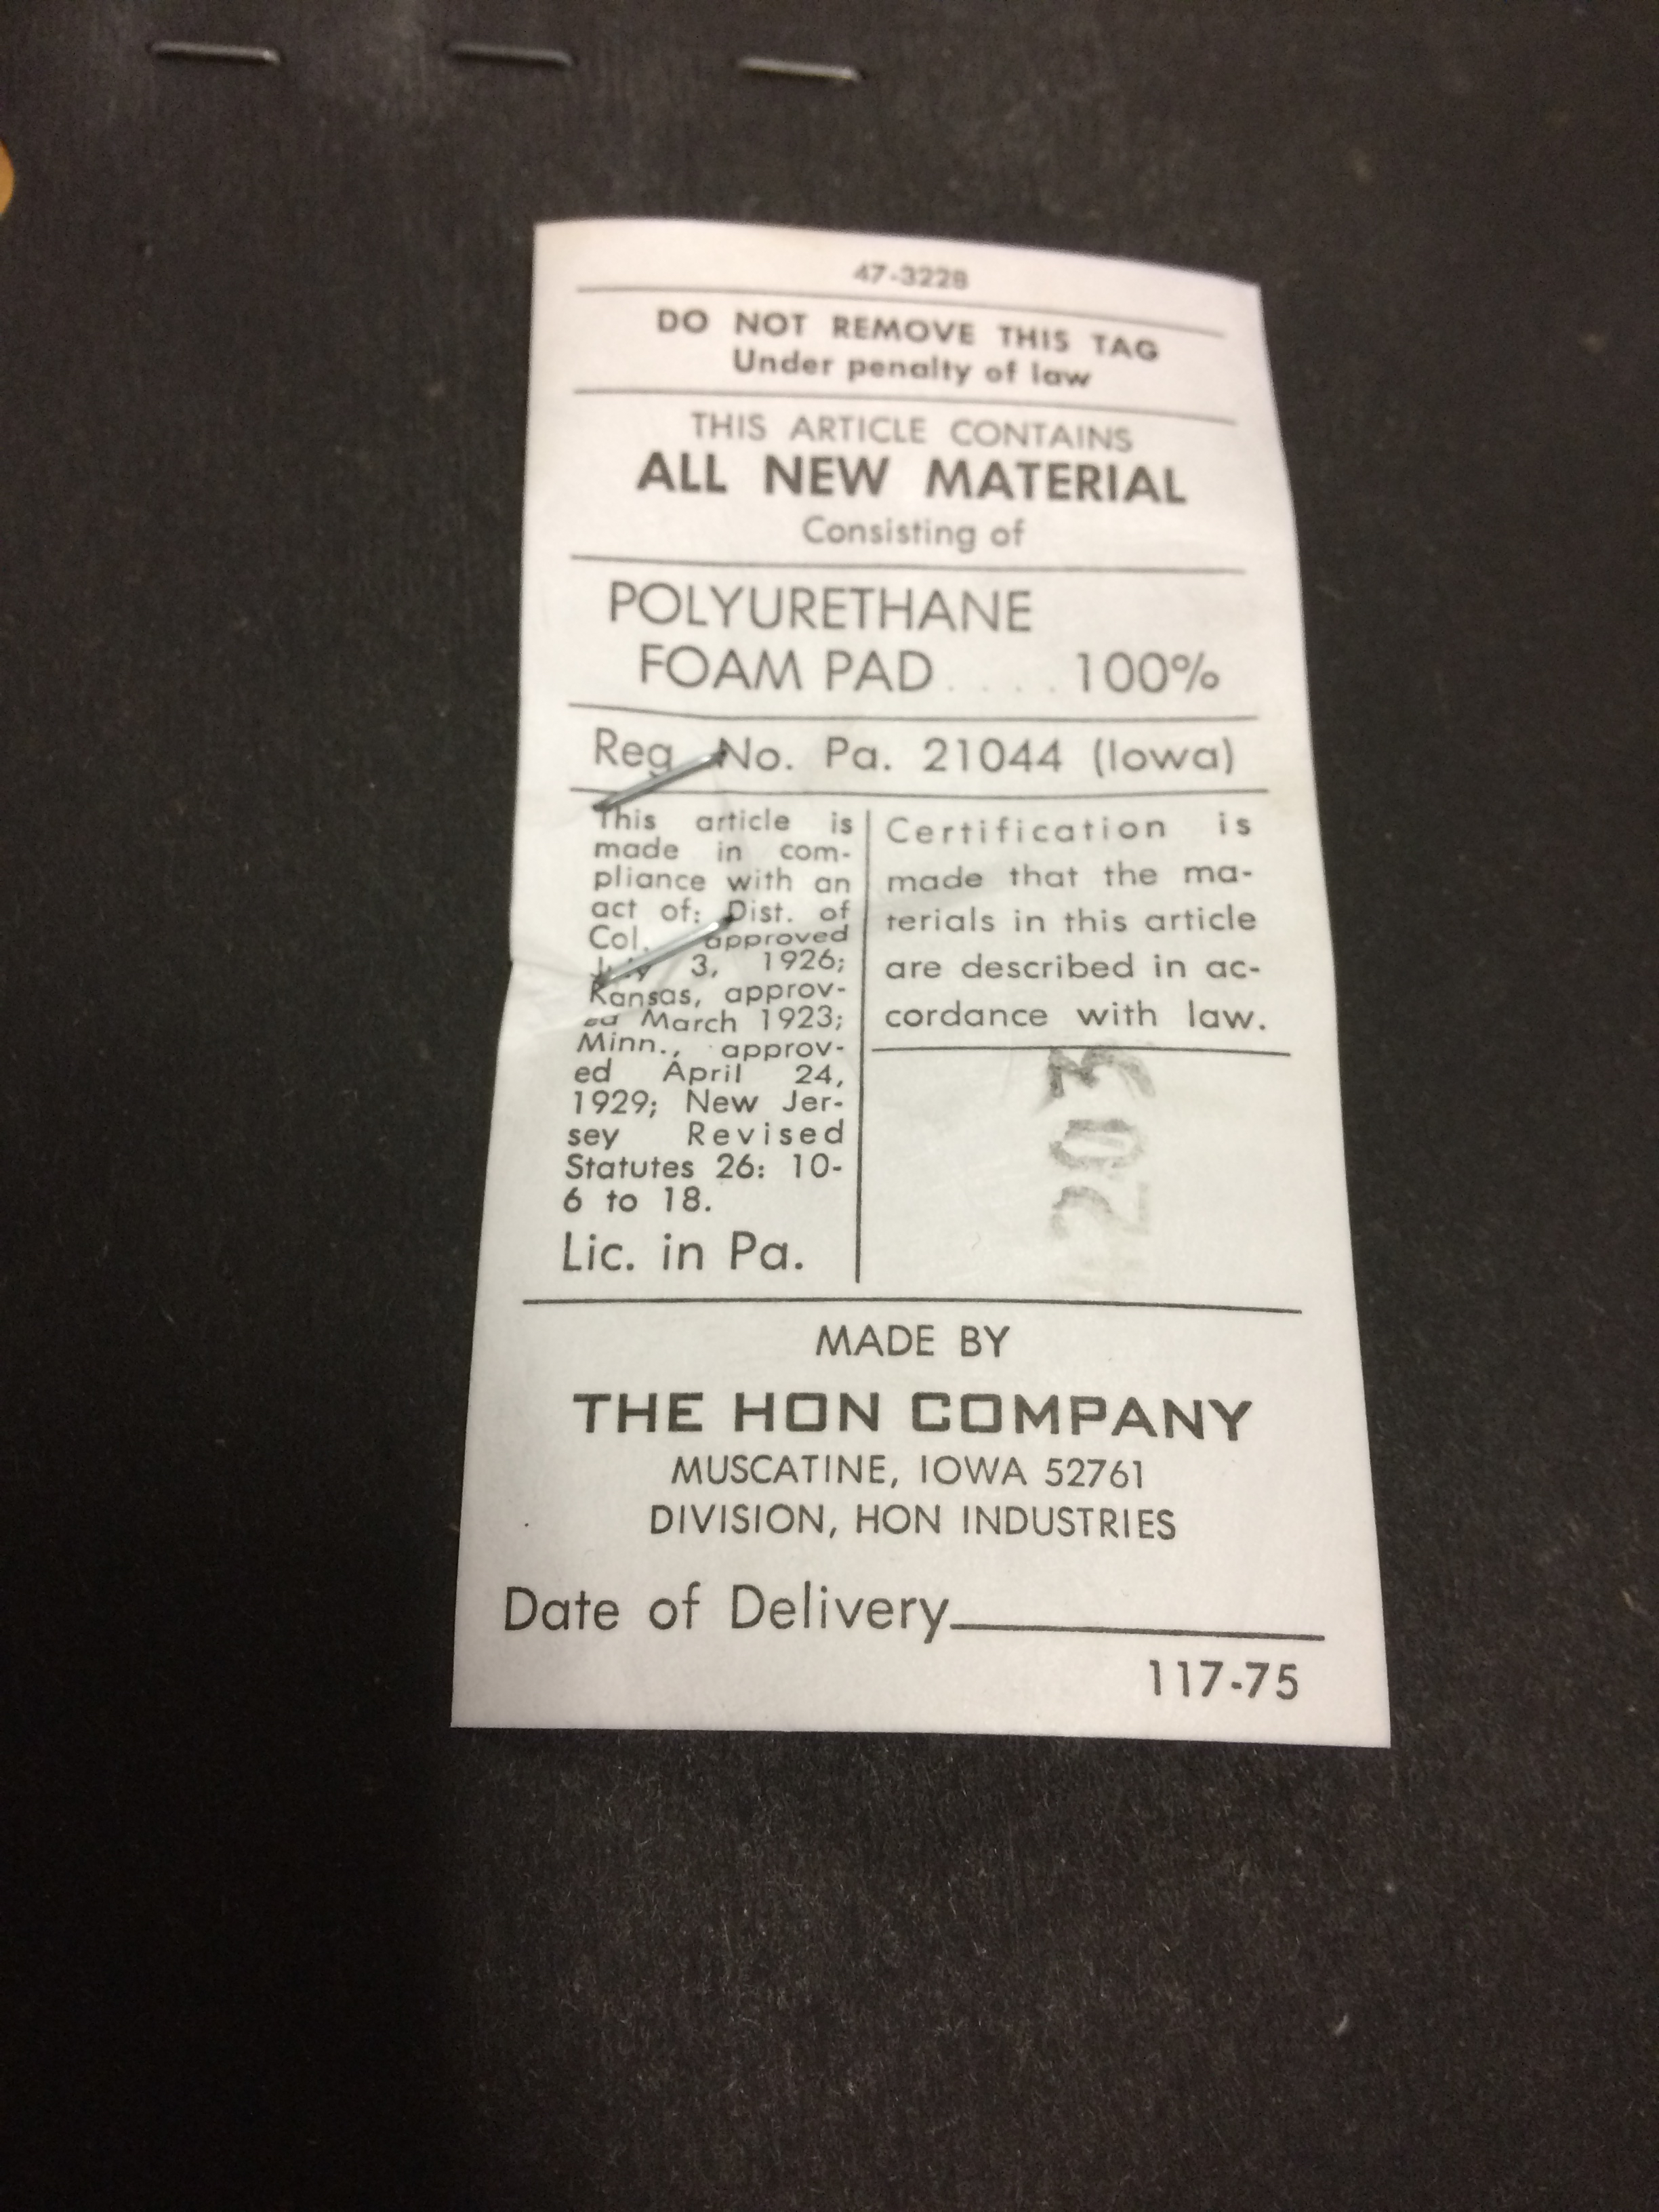 47-3228
DO NOT REMOVE THIS TAG
Under penalty of law
THIS ARTICLE CONTAINS
ALL NEW MATERIAL
Consisting of
POLYURETHANE
FOAM PAD .... 100%
Reg No. Pa. 21044 (Iowa)
This article is
made in com-
pliance with an
act of: Dist. of
Col. approved
July 3, 1926;
Kansas, approv-
ed March 1923;
Minn., approv-
ed April 24,
1929; New Jer-
sey Revised
Statutes 26: 10-
6 to 18.
Lic. in Pa.
Certification is
made that the ma-
terials in this article
are described in ac-
cordance with law.
203
MADE BY
THE HON COMPANY
MUSCATINE, IOWA 52761
DIVISION, HON INDUSTRIES
Date of Delivery
117-75